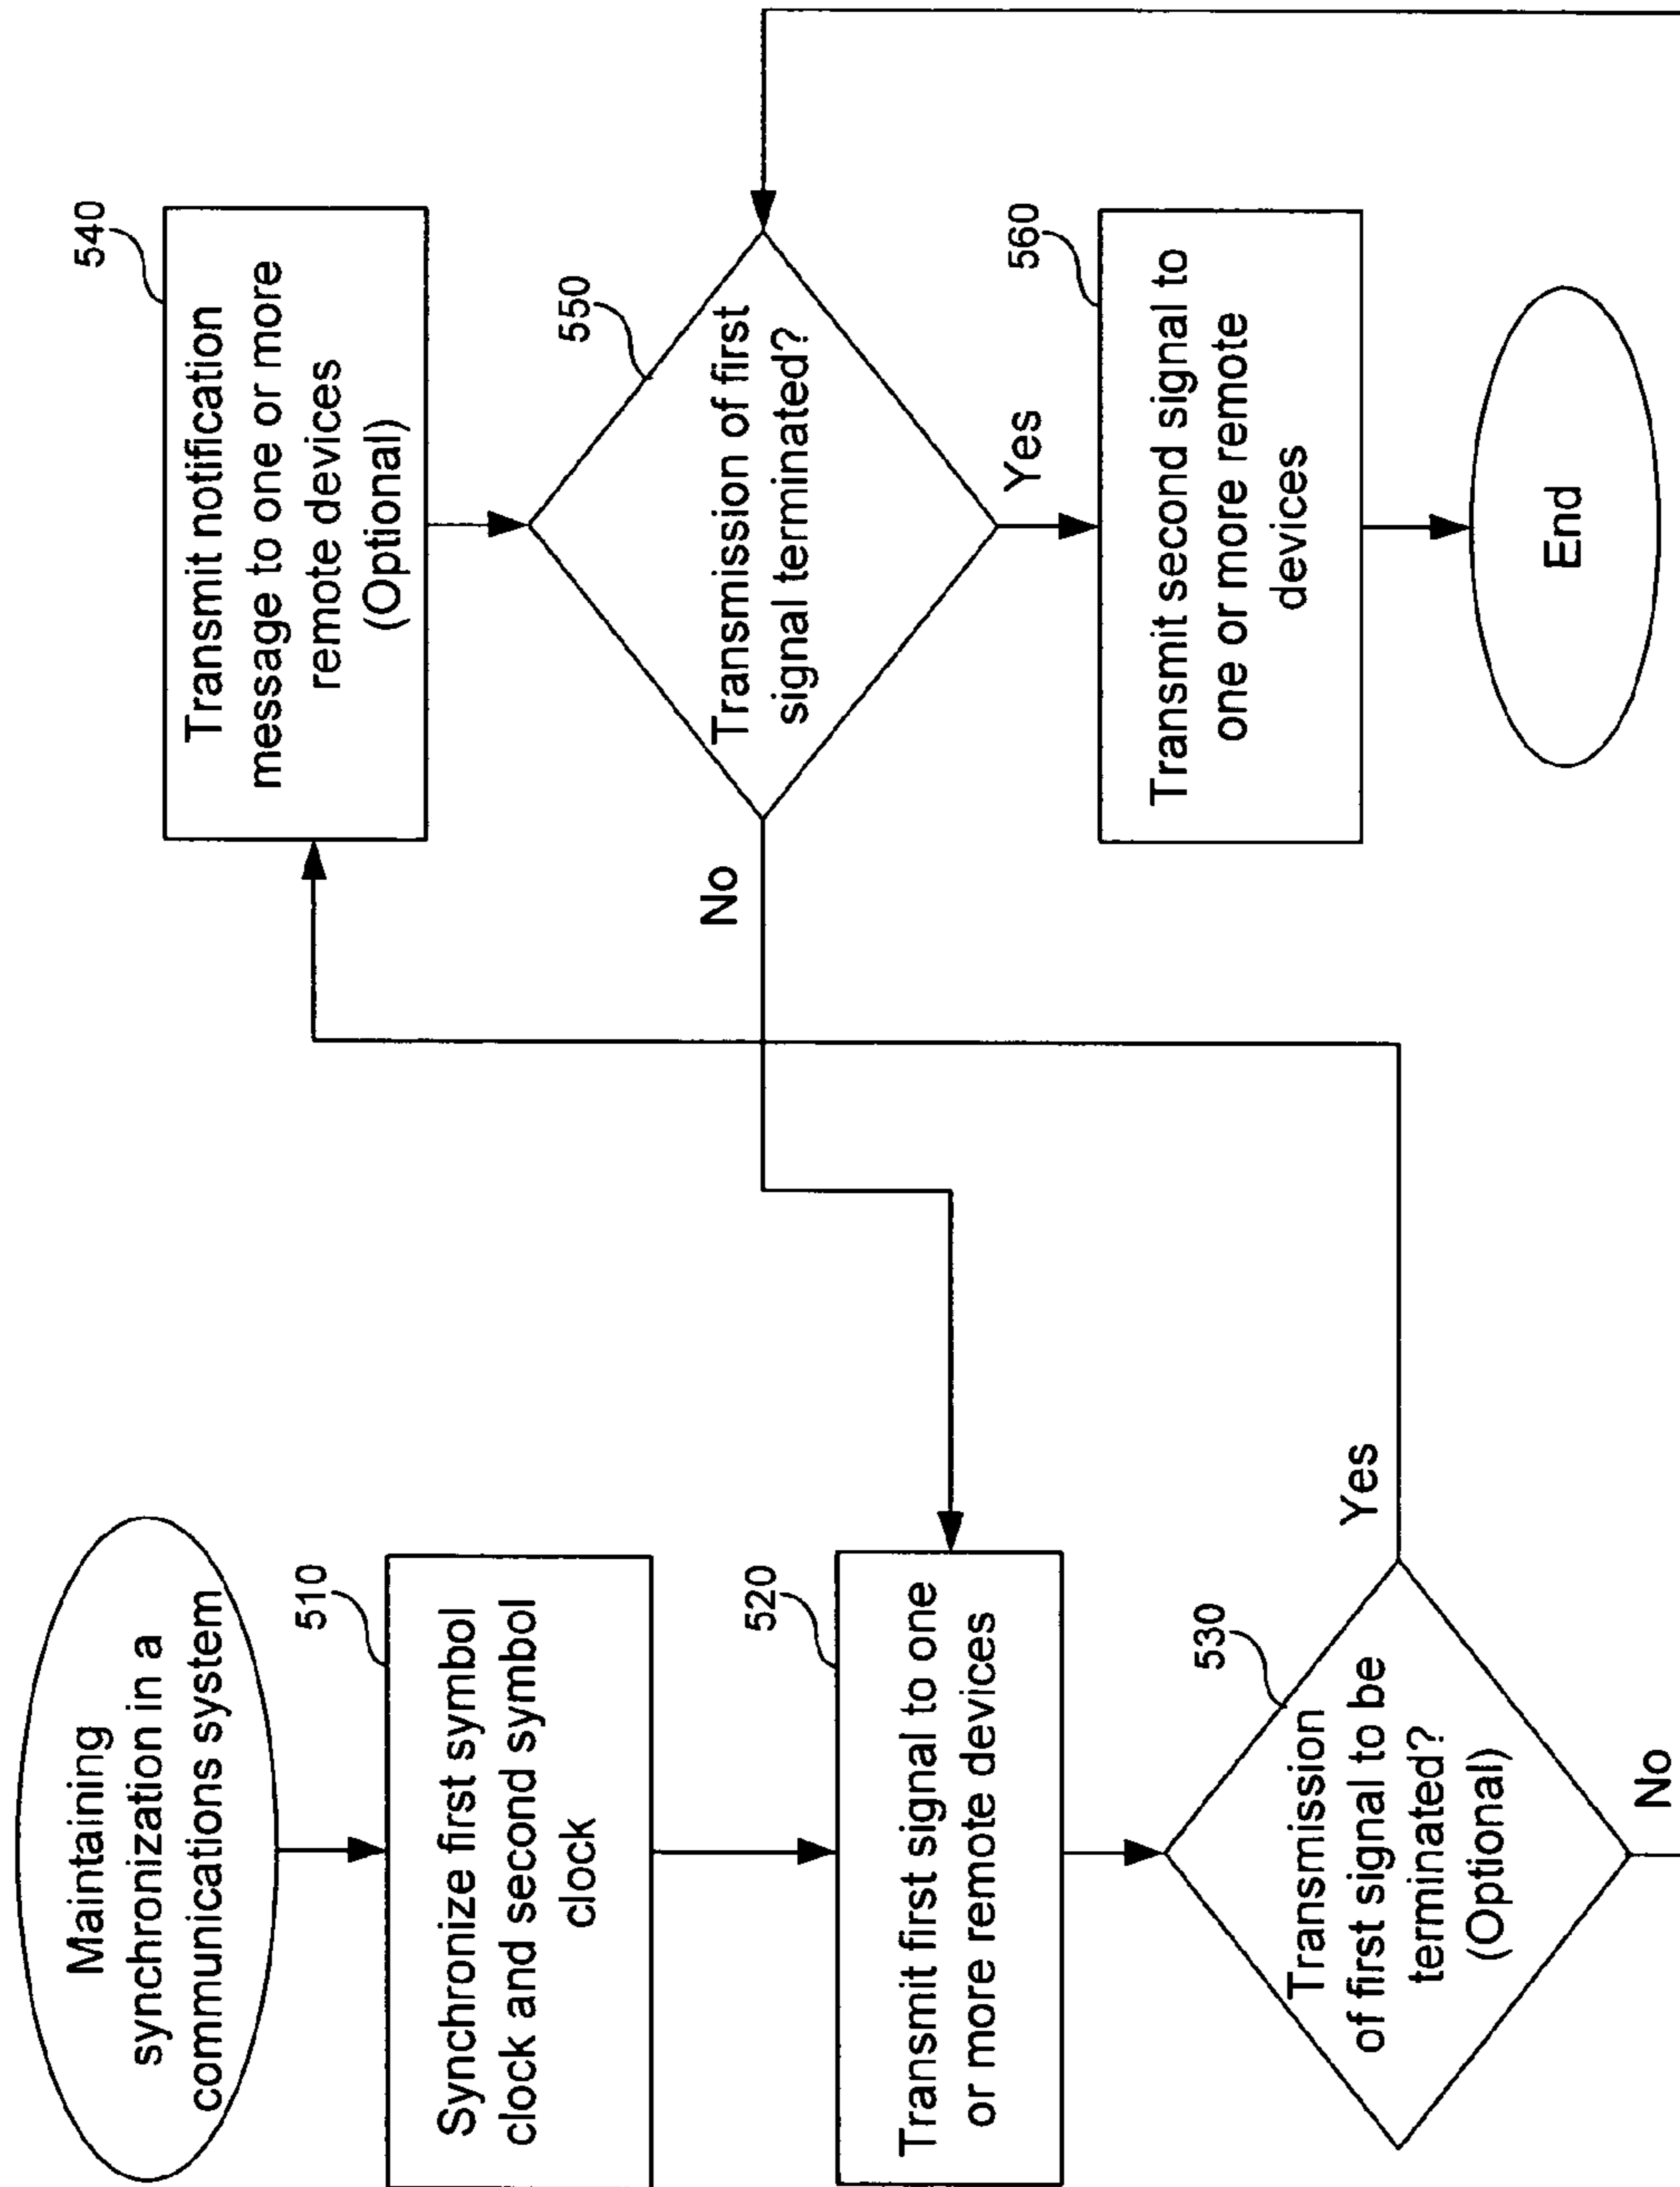 Maintaining
synchronization in a
communications system
510
Synchronize first symbol
clock and second symbol
clock
520
Transmit first signal to one
or more remote devices
530
Transmission
of first signal to be
terminated?
(Optional)
Yes
No
540
Transmit notification
message to one or more
remote devices
(Optional)
550
Transmission of first
signal terminated?
No
Yes
560
Transmit second signal to
one or more remote
devices
End